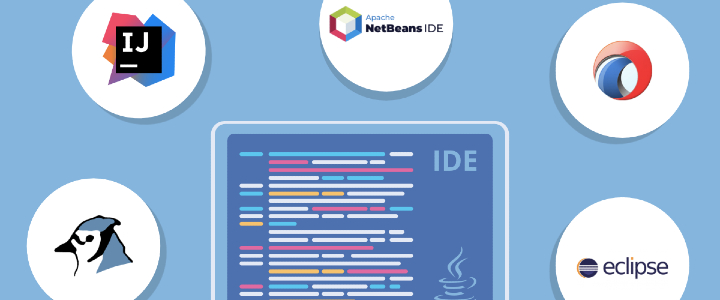 IJ
Apache
NetBeans IDE
IDE
eclipse